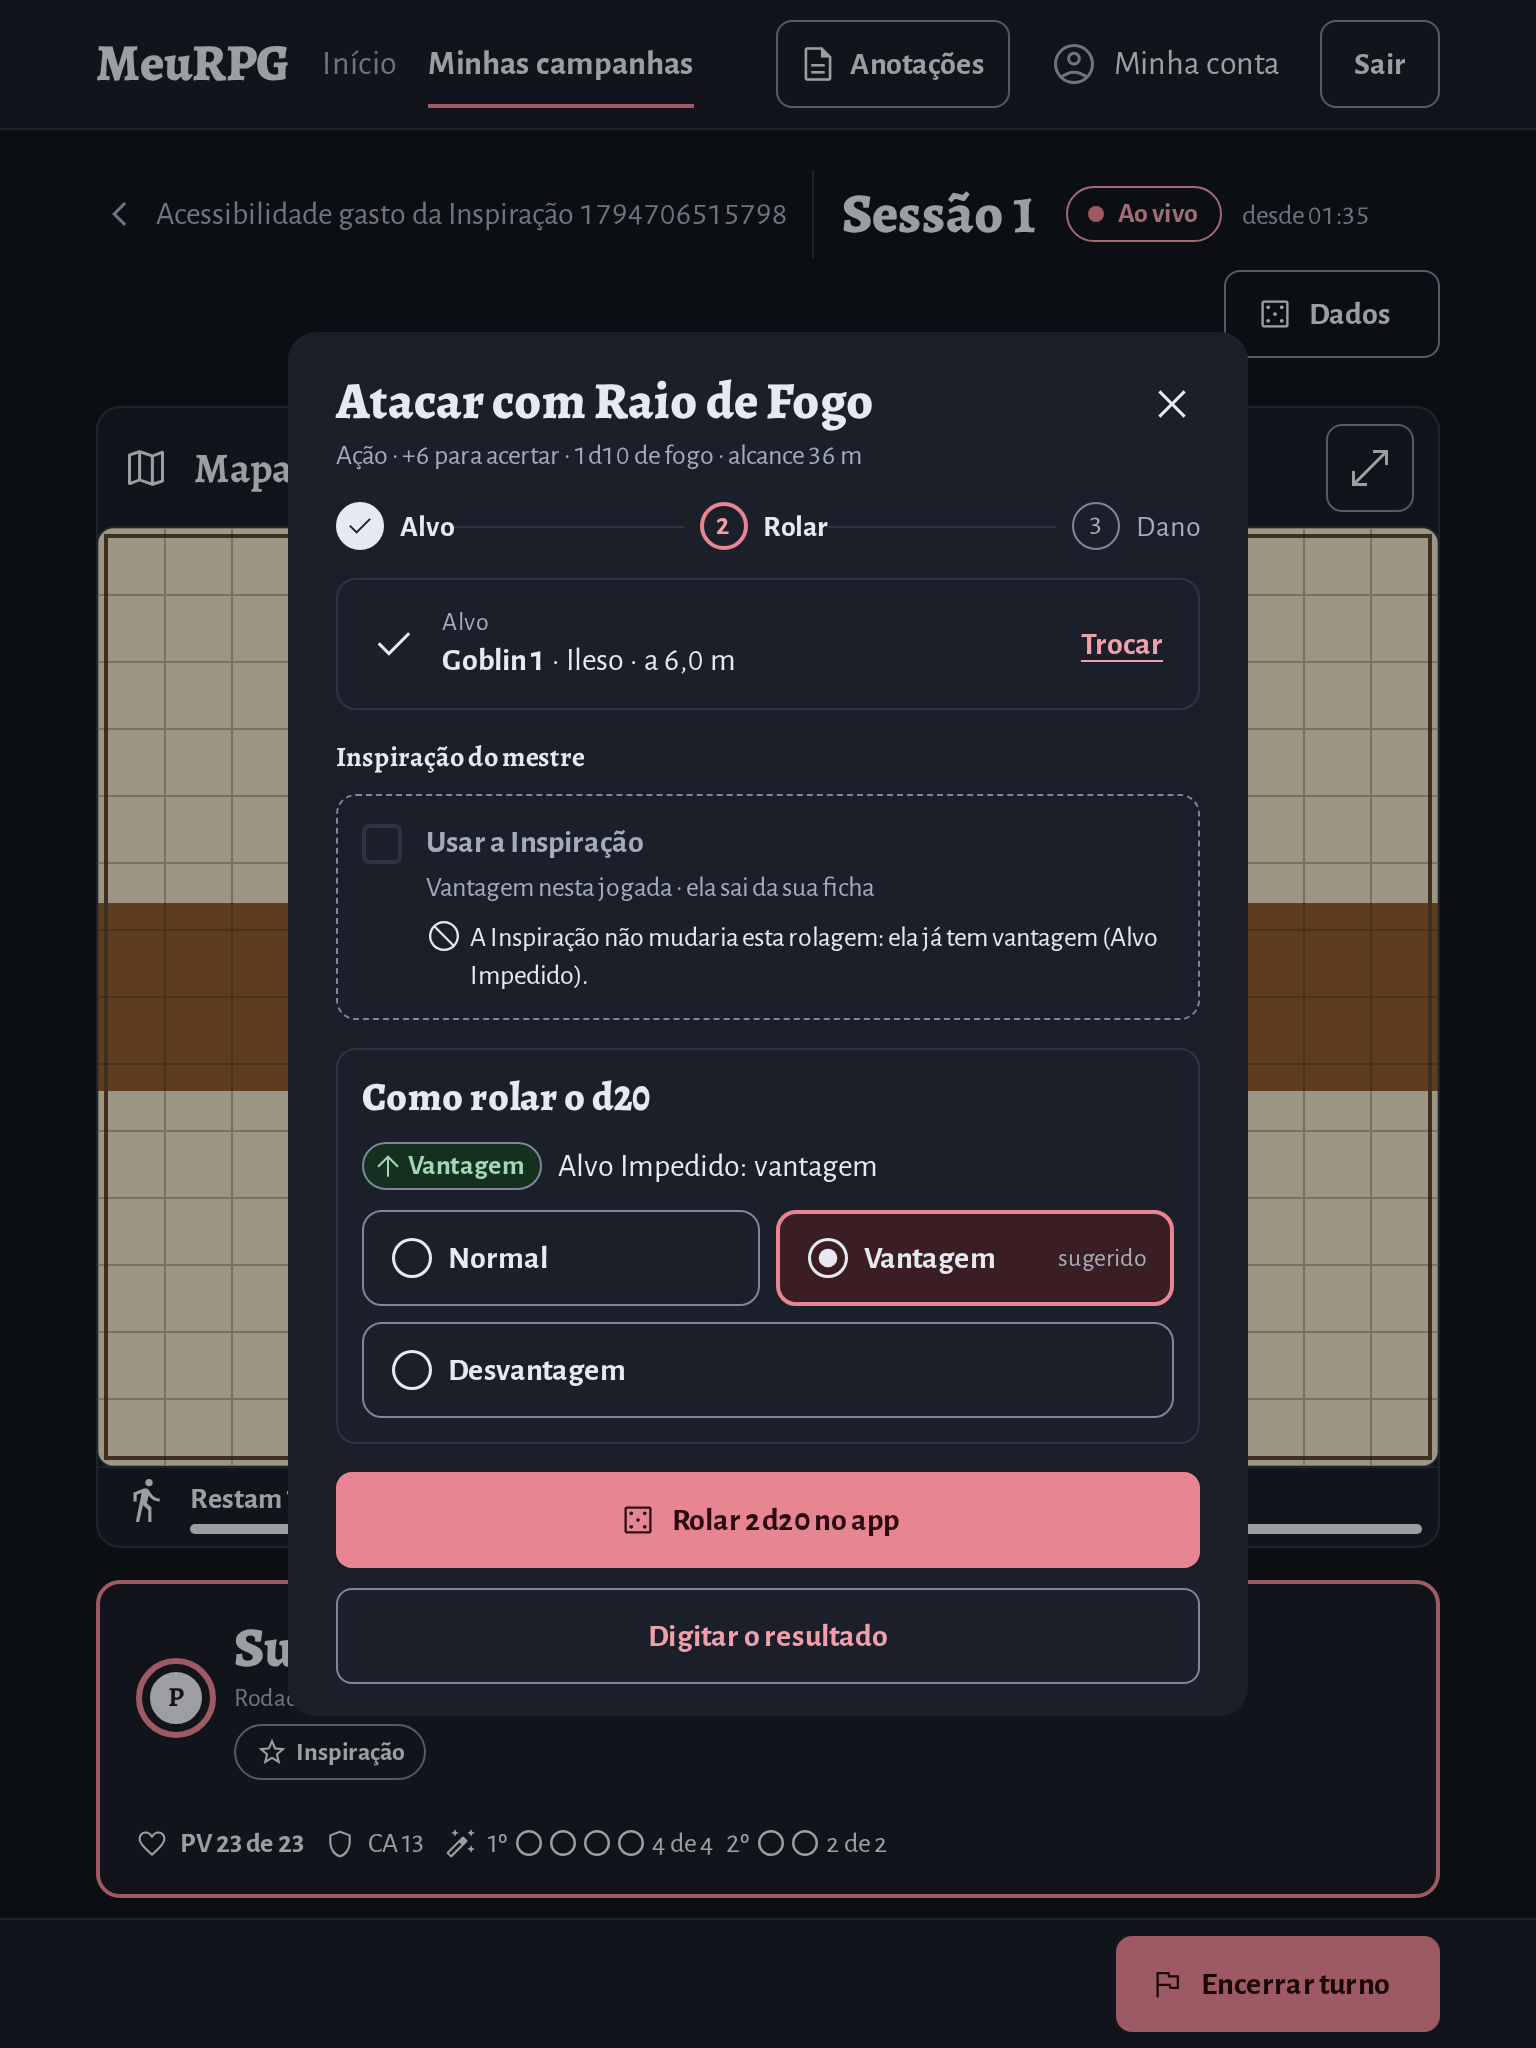 MeuRPG Início Minhas campanhas Anotações Minha conta Sair
Acessibilidade gasto da Inspiração 1794706515798 Sessão 1 Ao vivo desde 01:35
Dados
Mapa
Atacar com Raio de Fogo
Ação · +6 para acertar · 1d10 de fogo · alcance 36 m
Alvo 2 Rolar 3 Dano
Alvo
Goblin 1 · Ileso · a 6,0 m
Trocar
Inspiração do mestre
Usar a Inspiração
Vantagem nesta jogada · ela sai da sua ficha
A Inspiração não mudaria esta rolagem: ela já tem vantagem (Alvo
Impedido).
Como rolar o d20
Vantagem Alvo Impedido: vantagem
Normal
Vantagem sugerido
Desvantagem
Rolar 2d20 no app
Digitar o resultado
Restam
P
Inspiração
PV 23 de 23 CA 13 1º 4 de 4 2º 2 de 2
Encerrar turno